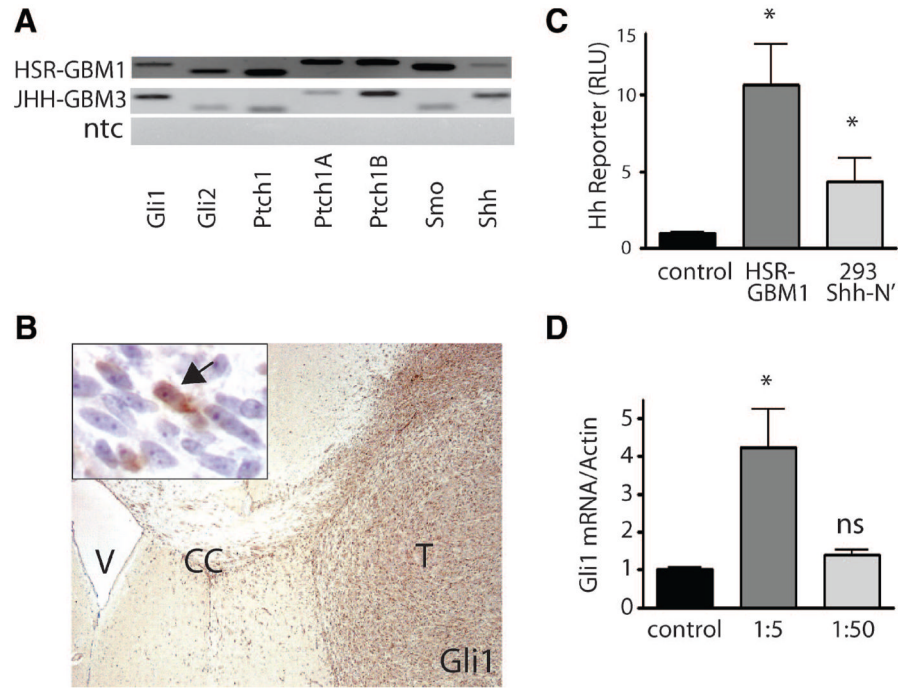 A
HSR-GBM1
JHH-GBM3
ntc
Gli1
Gli2
Ptch1
Ptch1A
Ptch1B
Smo
Shh
B
V
CC
T
Gli1
C
Hh Reporter (RLU)
15
10
5
0
*
*
control
HSR-
GBM1
293
Shh-N'
D
Gli1 mRNA/Actin
5
4
3
2
1
0
*
ns
control
1:5
1:50